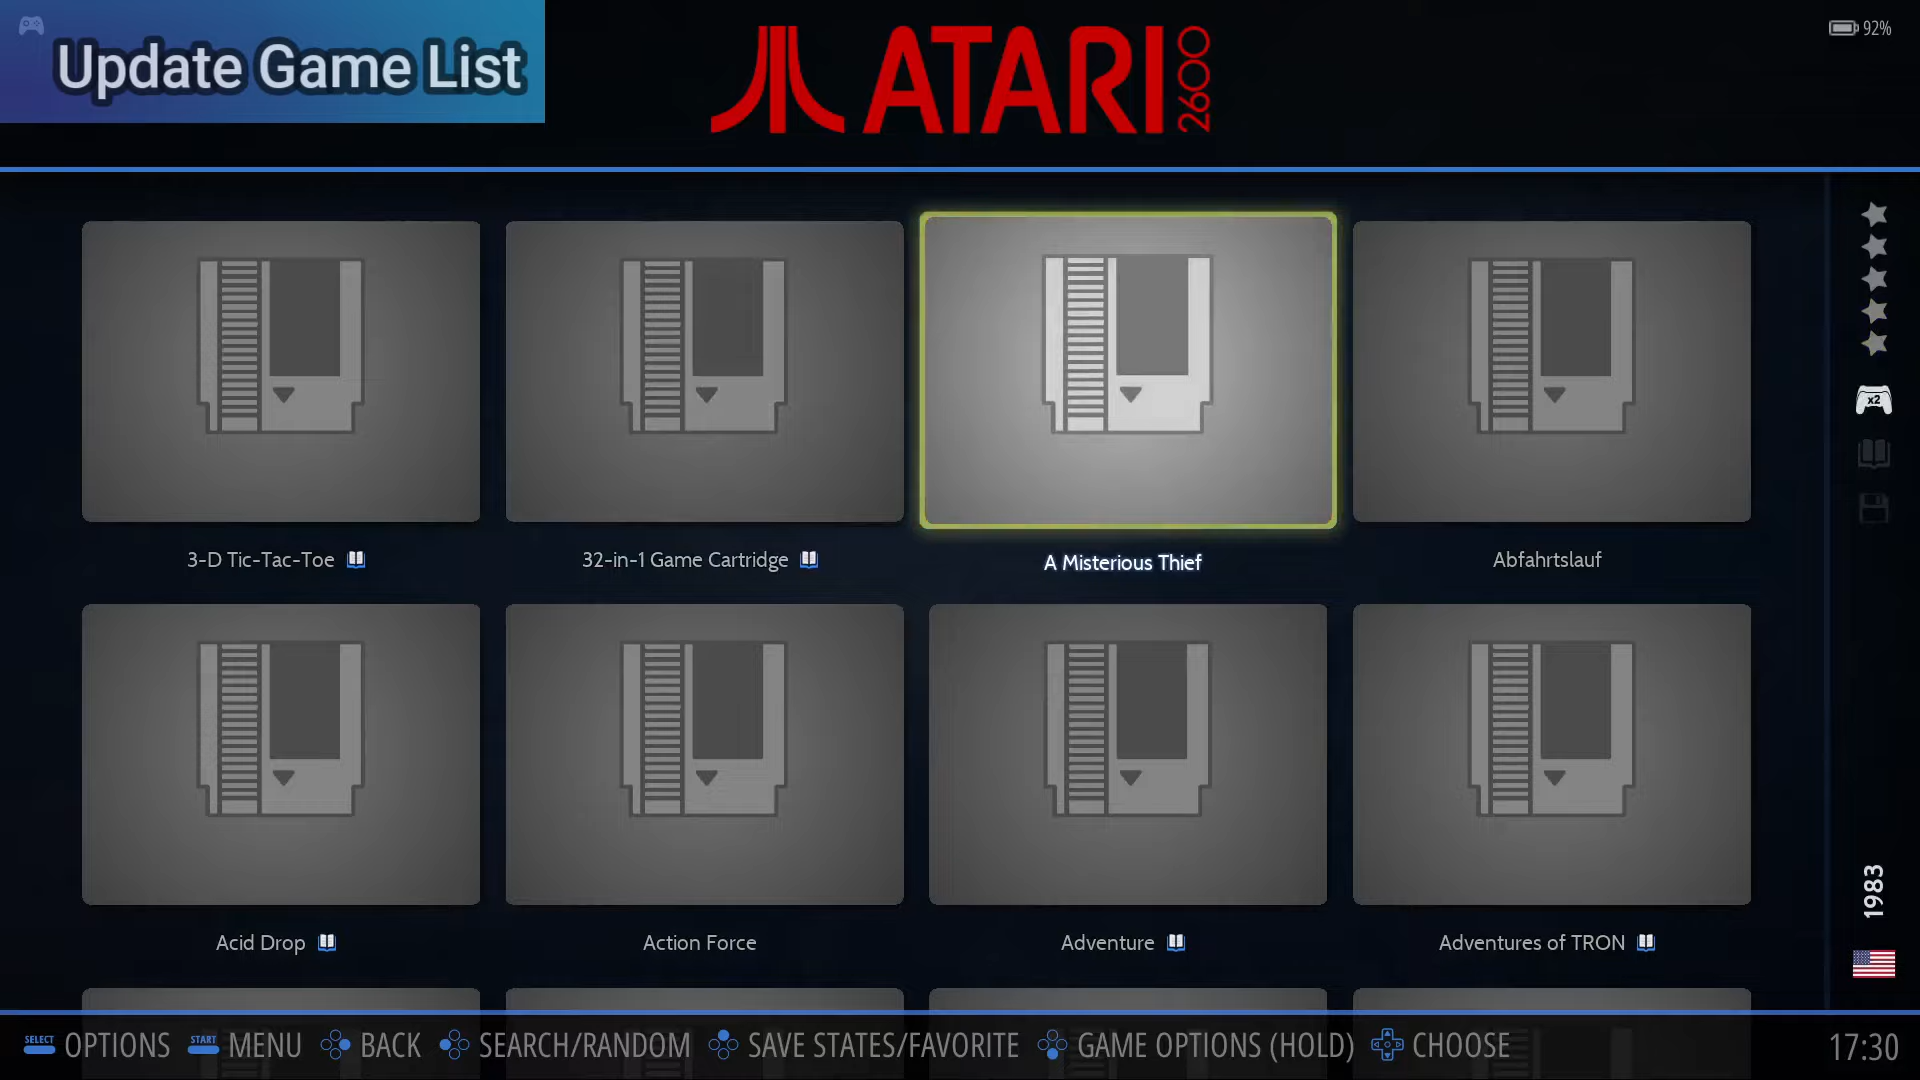 Update Game List
ATARI 2600
92%
3-D Tic-Tac-Toe
32-in-1 Game Cartridge
A Misterious Thief
Abfahrtslauf
x2
Acid Drop
Action Force
Adventure
Adventures of TRON
1983
SELECT OPTIONS START MENU BACK SEARCH/RANDOM SAVE STATES/FAVORITE GAME OPTIONS (HOLD) CHOOSE 17:30